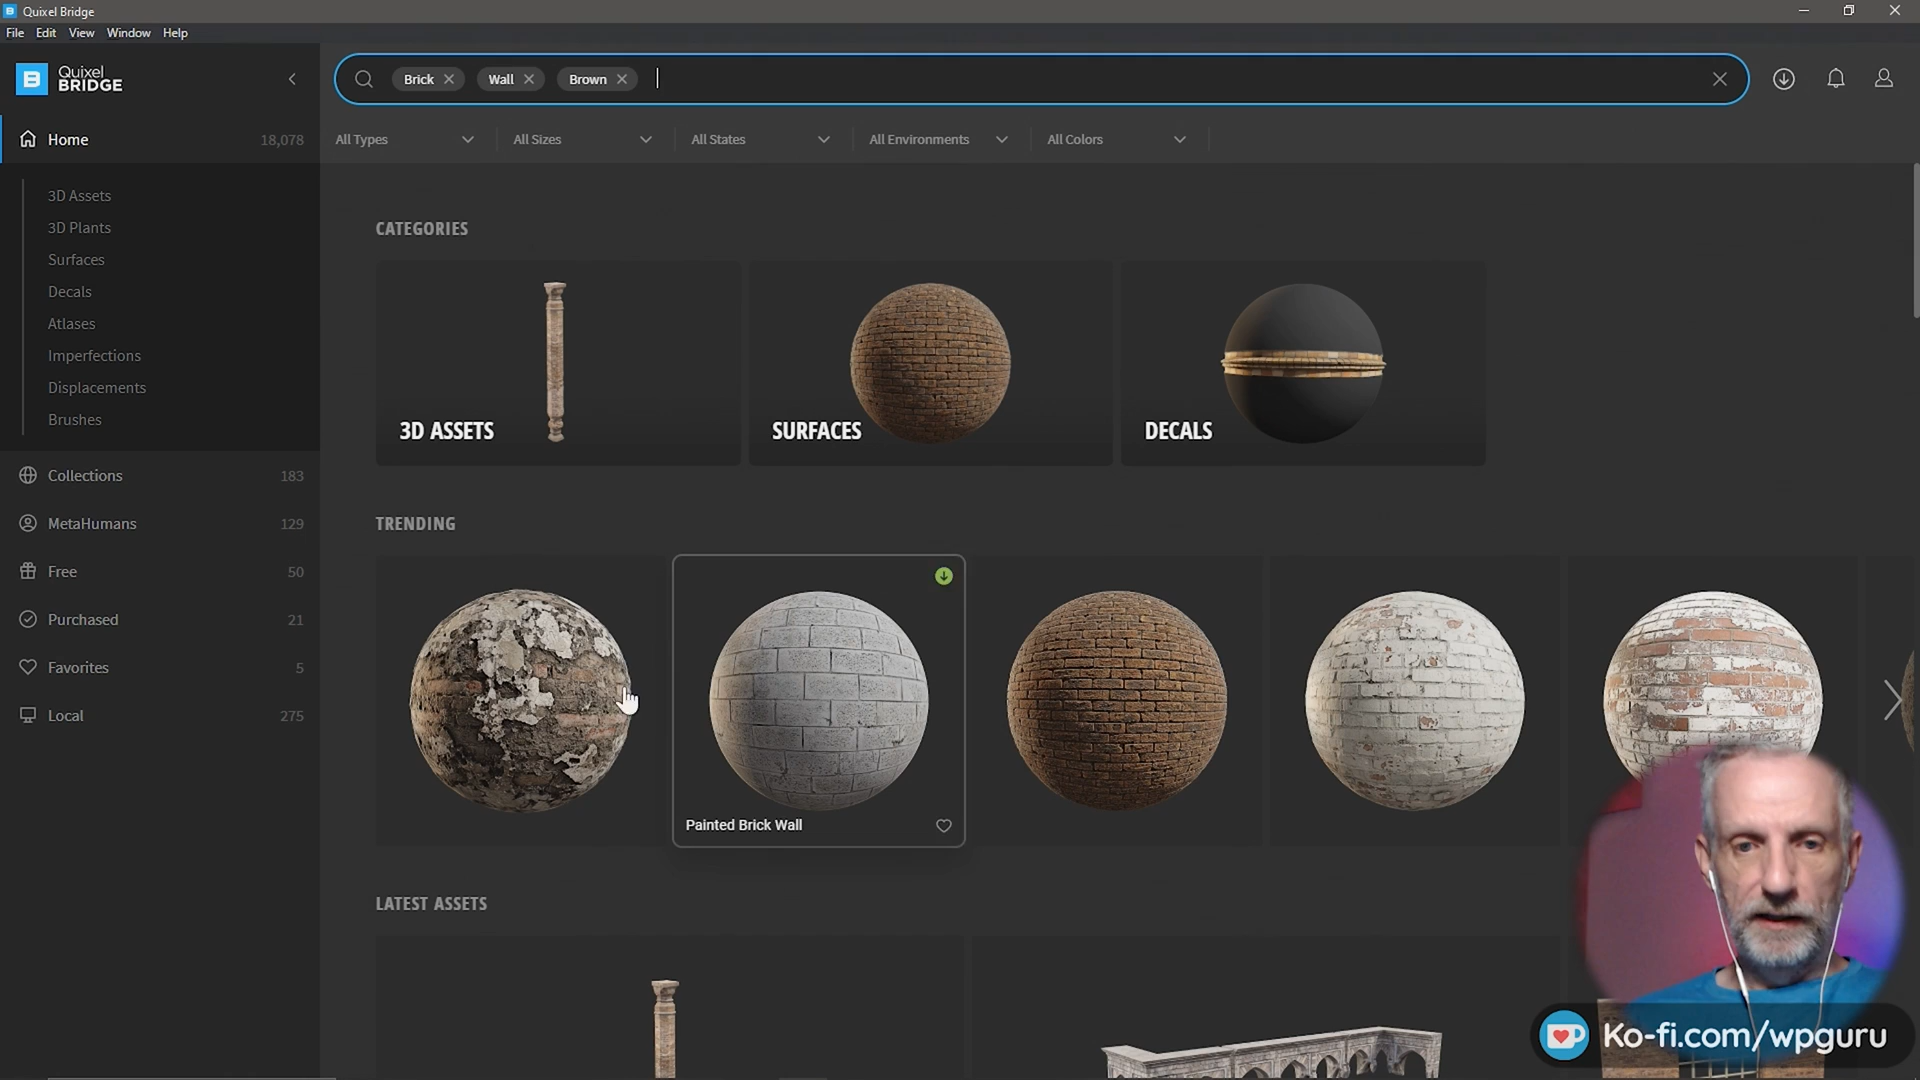 Quixel Bridge
File Edit View Window Help
Quixel
BRIDGE
Brick Wall Brown
Home 18,078
All Types All Sizes All States All Environments All Colors
3D Assets
3D Plants
Surfaces
Decals
Atlases
Imperfections
Displacements
Brushes
Collections 183
MetaHumans 129
Free 50
Purchased 21
Favorites 5
Local 275
CATEGORIES
3D ASSETS
SURFACES
DECALS
TRENDING
Painted Brick Wall
LATEST ASSETS
Ko-fi.com/wpguru